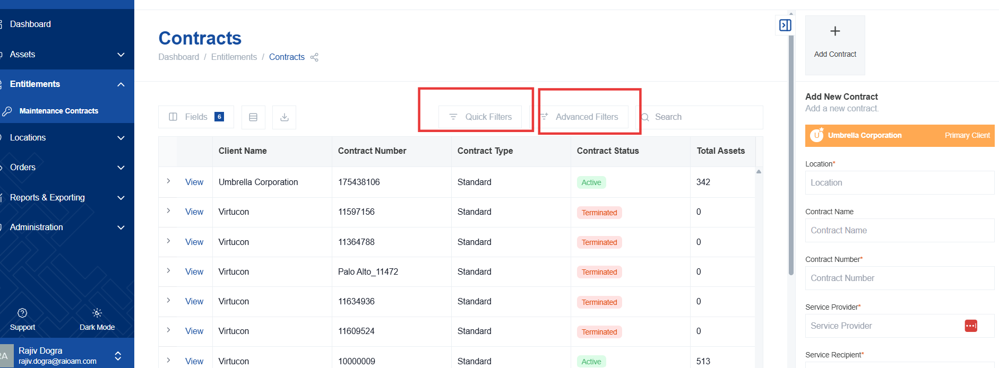 Dashboard
Assets
Entitlements
Maintenance Contracts
Locations
Orders
Reports & Exporting
Administration
Support
Dark Mode
RA
Rajiv Dogra
rajiv.dogra@raioam.com
Contracts
Dashboard / Entitlements / Contracts
Fields 6
Quick Filters
Advanced Filters
Search
Client Name Contract Number Contract Type Contract Status Total Assets
View Umbrella Corporation 175438106 Standard Active 342
View Virtucon 11597156 Standard Terminated 0
View Virtucon 11364788 Standard Terminated 0
View Virtucon Palo Alto_11472 Standard Terminated 0
View Virtucon 11634936 Standard Terminated 0
View Virtucon 11609524 Standard Terminated 0
View Virtucon 10000009 Standard Active 513
Add Contract
Add New Contract
Add a new contract.
U Umbrella Corporation Primary Client
Location*
Location
Contract Name
Contract Name
Contract Number*
Contract Number
Service Provider*
Service Provider
Service Recipient*